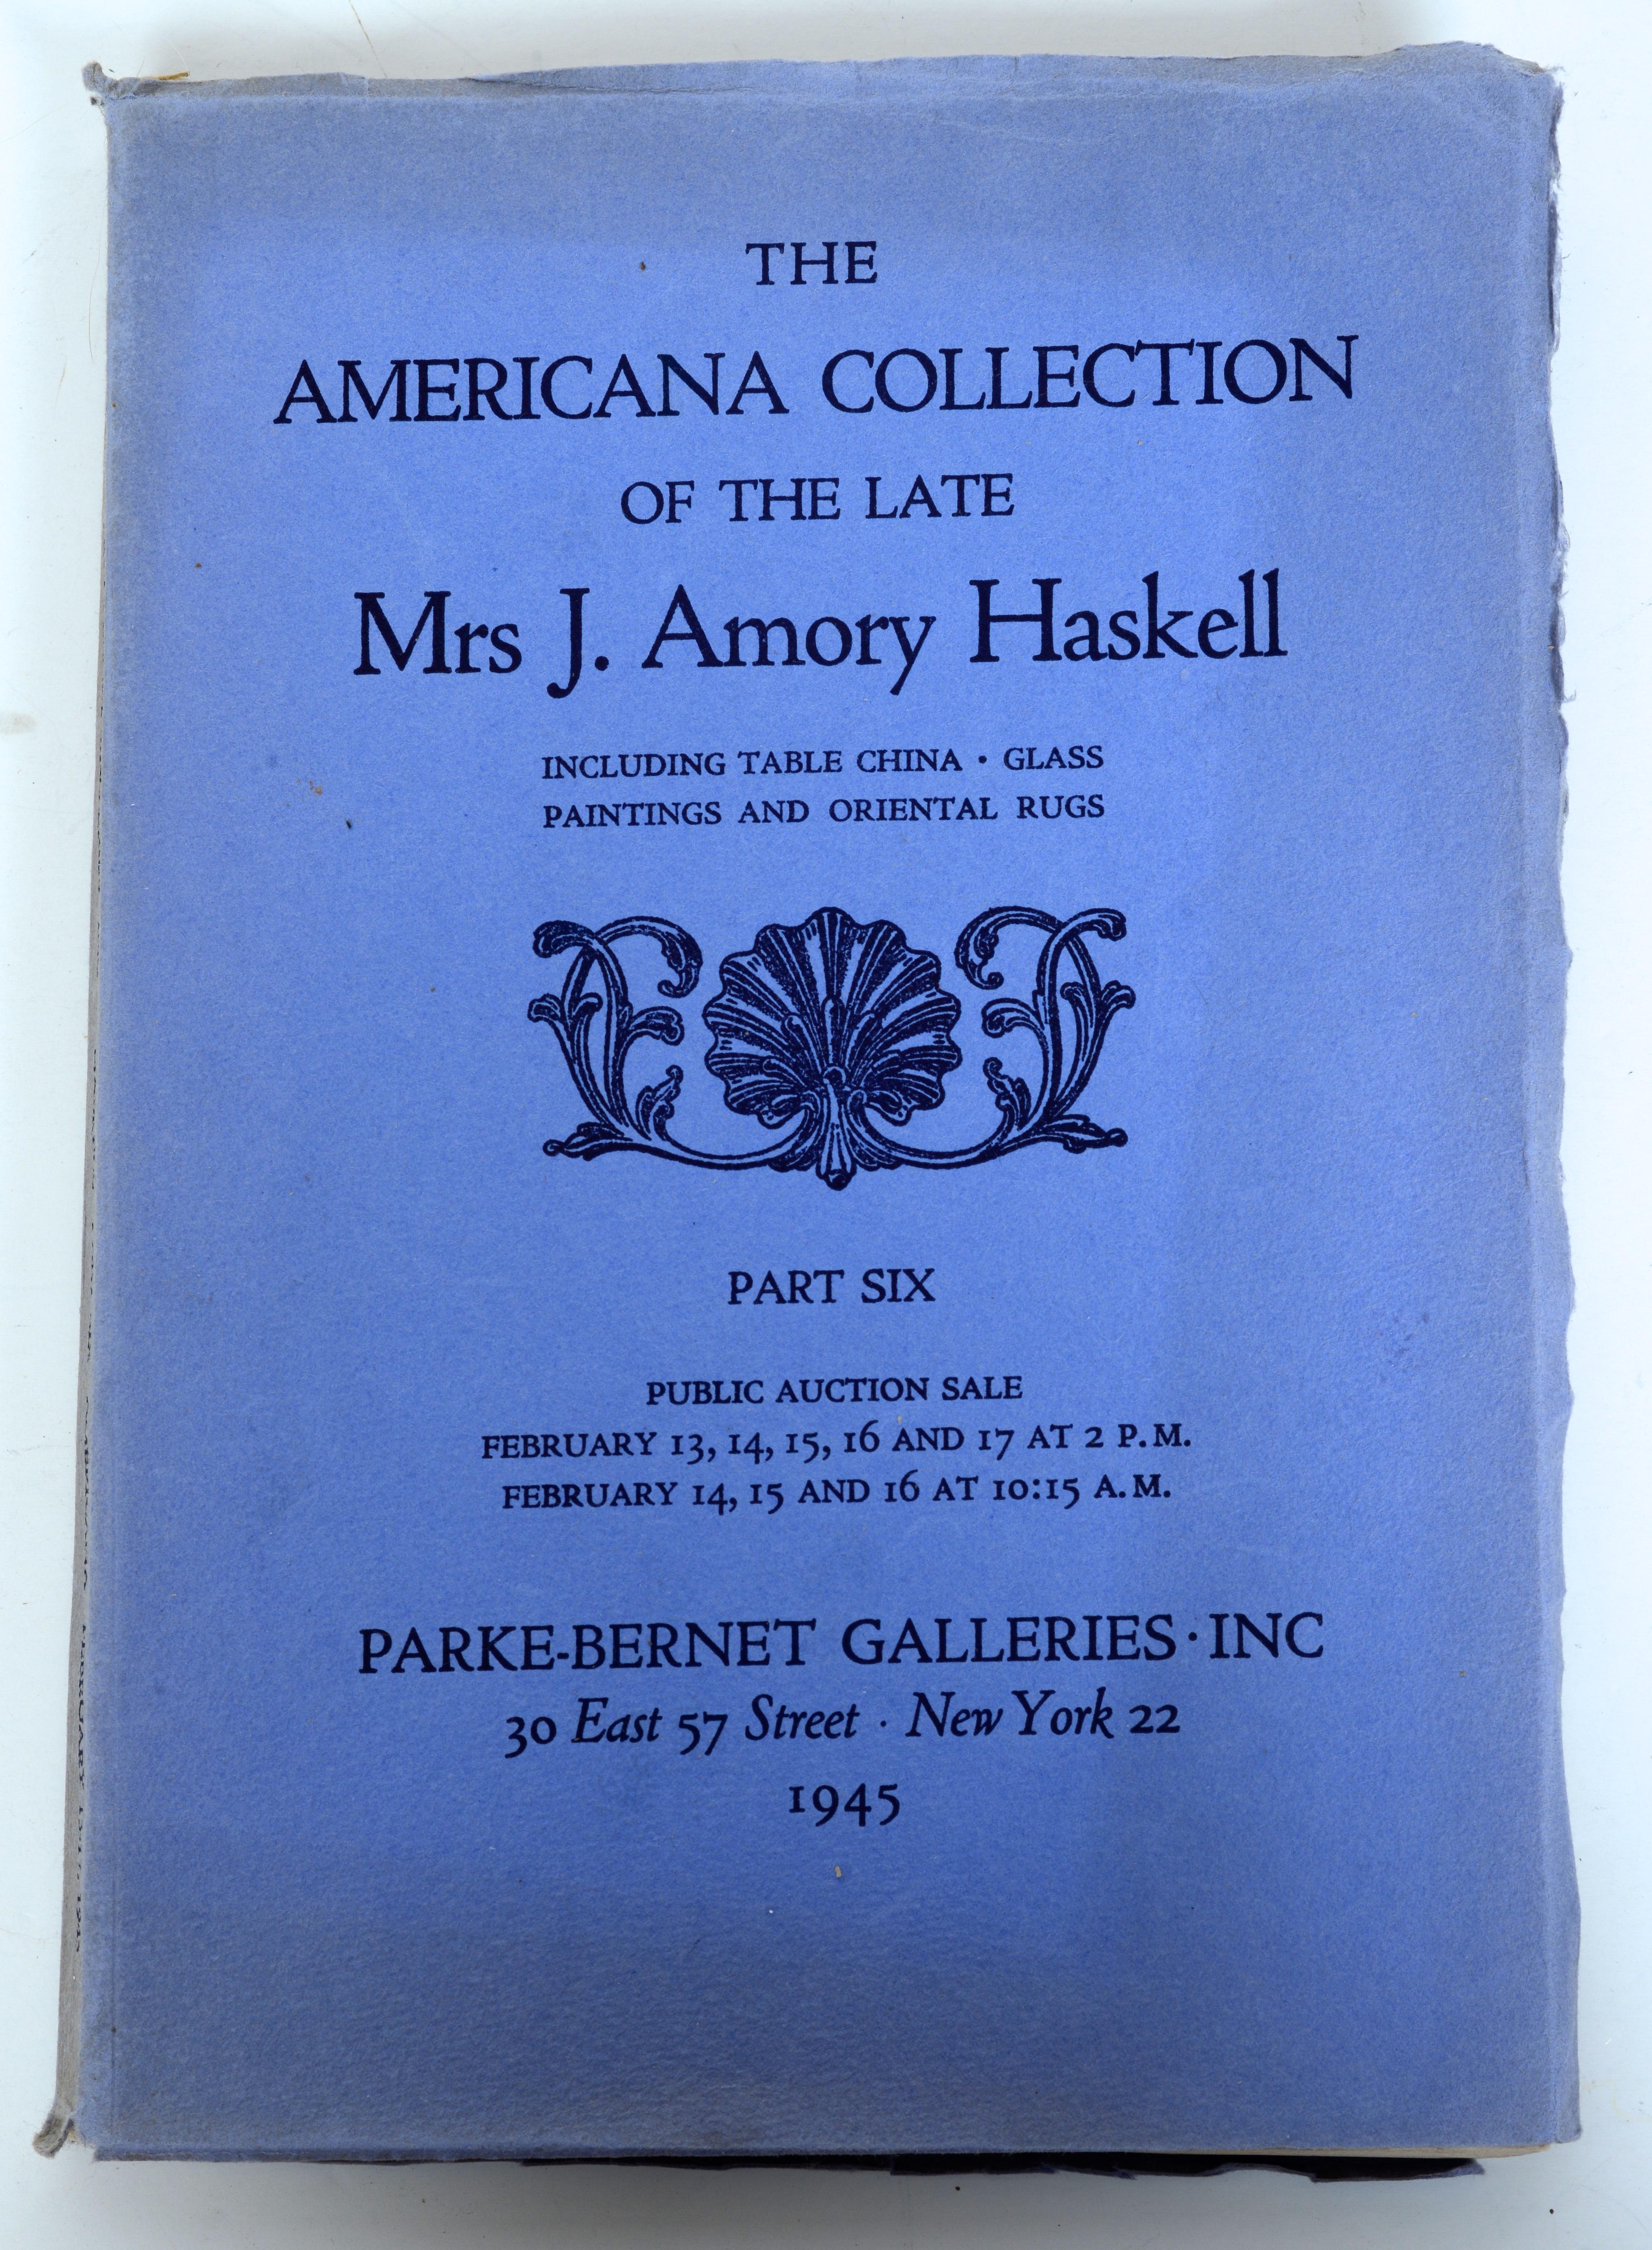 THE
AMERICANA COLLECTION
OF THE LATE
Mrs J. Amory Haskell
INCLUDING TABLE CHINA · GLASS
PAINTINGS AND ORIENTAL RUGS
PART SIX
PUBLIC AUCTION SALE
FEBRUARY 13, 14, 15, 16 AND 17 AT 2 P.M.
FEBRUARY 14, 15 AND 16 AT 10:15 A.M.
PARKE-BERNET GALLERIES · INC
30 East 57 Street · New York 22
1945